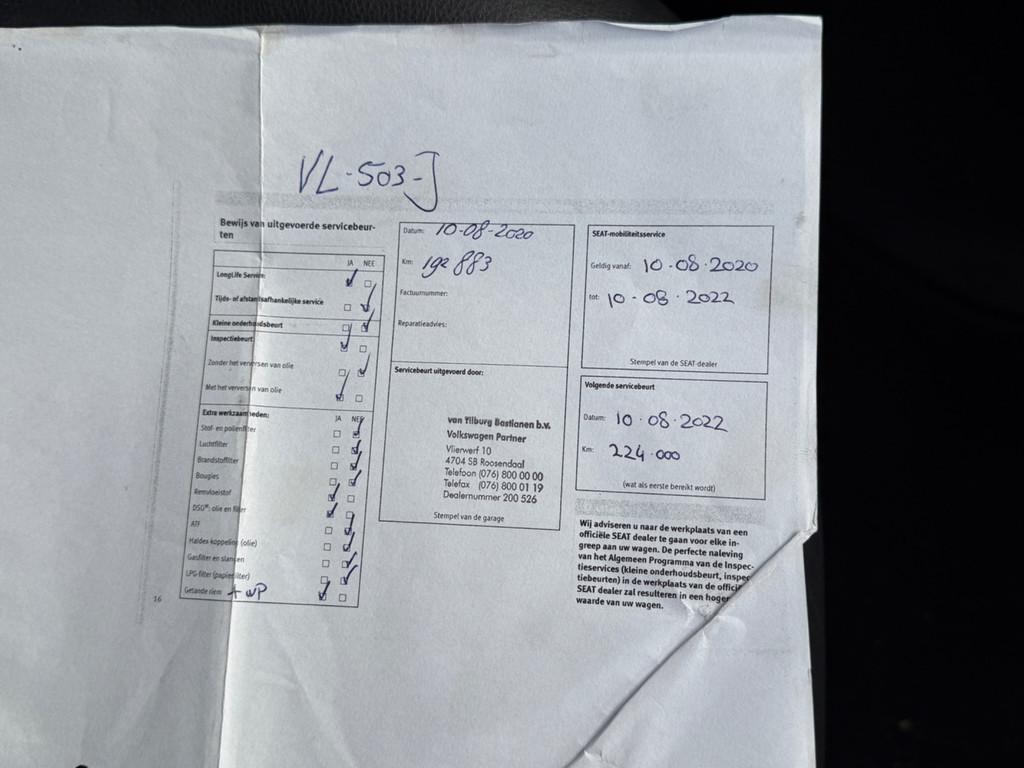 VL-503-J
Bewijs van uitgevoerde servicebeur-
ten
JA NEE
LongLife Service:
Tijds- of afstandsafhankelijke service
Kleine onderhoudsbeurt
Inspectiebeurt
Zonder het verversen van olie
Met het verversen van olie
Extra werkzaamheden: JA NEE
Stof- en pollenfilter
Luchtfilter
Brandstoffilter
Bougies
Remvloeistof
DSG®: olie en filter
ATF
Haldex koppeling (olie)
Gasfilter en slangen
LPG-filter (papierfilter)
Getande riem + WP
16
Datum: 10-08-2020
Km: 192 883
Factuurnummer:
Reparatieadvies:
Servicebeurt uitgevoerd door:
van Tilburg Bastianen b.v.
Volkswagen Partner
Vlierwerf 10
4704 SB Roosendaal
Telefoon (076) 800 00 00
Telefax (076) 800 01 19
Dealernummer 200 526
Stempel van de garage
SEAT-mobiliteitsservice
Geldig vanaf: 10-08-2020
tot: 10-08-2022
Stempel van de SEAT-dealer
Volgende servicebeurt
Datum: 10-08-2022
Km: 224.000
(wat als eerste bereikt wordt)
Wij adviseren u naar de werkplaats van een
officiële SEAT dealer te gaan voor elke in-
greep aan uw wagen. De perfecte naleving
van het Algemeen Programma van de Inspec-
tieservices (kleine onderhoudsbeurt, inspec
tiebeurten) in de werkplaats van de offici
SEAT dealer zal resulteren in een hoger
waarde van uw wagen.